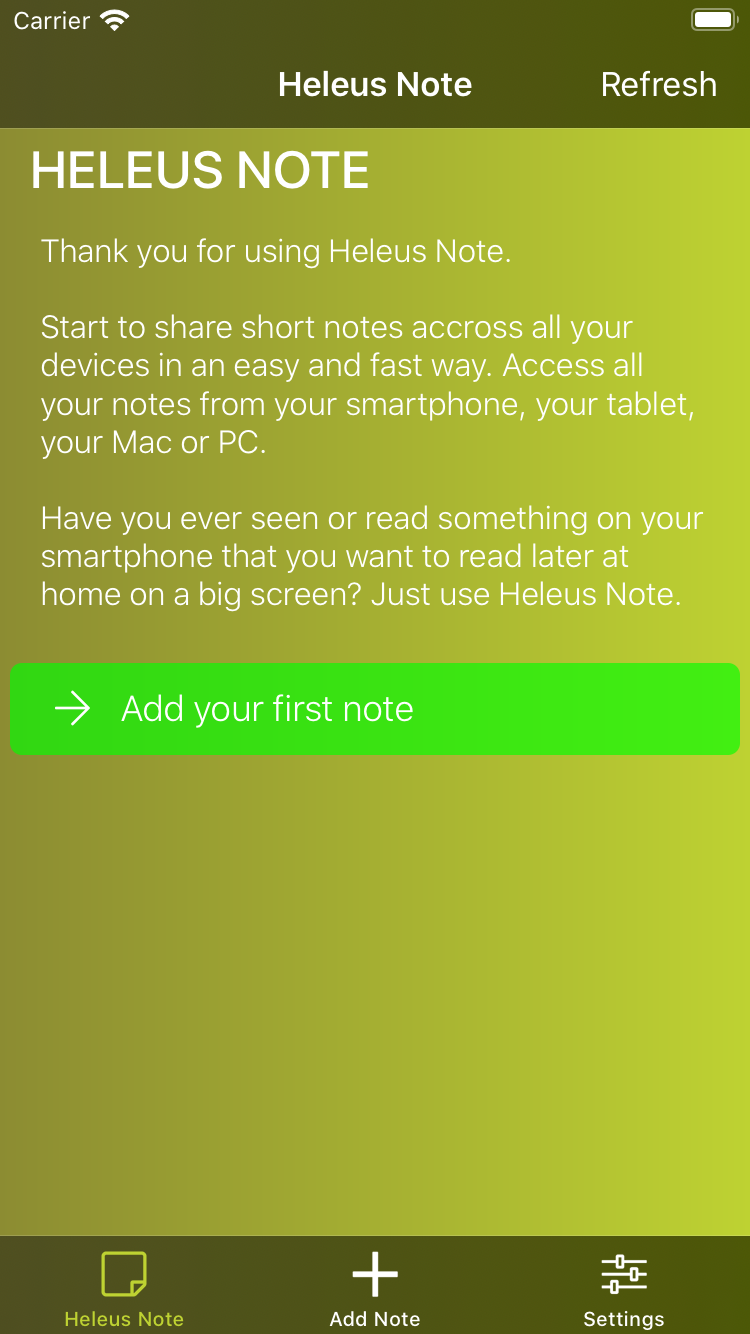 Carrier
Heleus Note
Refresh
HELEUS NOTE
Thank you for using Heleus Note.
Start to share short notes accross all your
devices in an easy and fast way. Access all
your notes from your smartphone, your tablet,
your Mac or PC.
Have you ever seen or read something on your
smartphone that you want to read later at
home on a big screen? Just use Heleus Note.
Add your first note
Heleus Note
Add Note
Settings